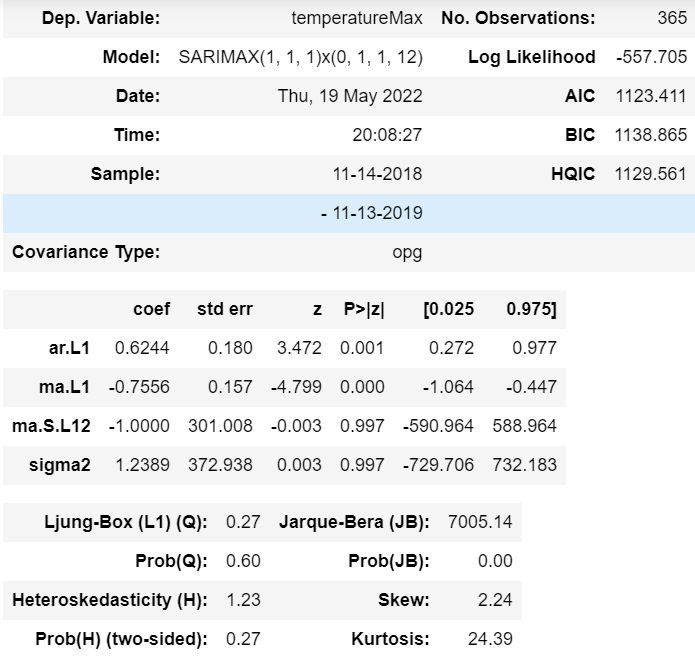 Dep. Variable: temperatureMax No. Observations: 365
Model: SARIMAX(1, 1, 1)x(0, 1, 1, 12) Log Likelihood -557.705
Date: Thu, 19 May 2022 AIC 1123.411
Time: 20:08:27 BIC 1138.865
Sample: 11-14-2018 HQIC 1129.561
- 11-13-2019
Covariance Type: opg
coef std err z P>|z| [0.025 0.975]
ar.L1 0.6244 0.180 3.472 0.001 0.272 0.977
ma.L1 -0.7556 0.157 -4.799 0.000 -1.064 -0.447
ma.S.L12 -1.0000 301.008 -0.003 0.997 -590.964 588.964
sigma2 1.2389 372.938 0.003 0.997 -729.706 732.183
Ljung-Box (L1) (Q): 0.27 Jarque-Bera (JB): 7005.14
Prob(Q): 0.60 Prob(JB): 0.00
Heteroskedasticity (H): 1.23 Skew: 2.24
Prob(H) (two-sided): 0.27 Kurtosis: 24.39